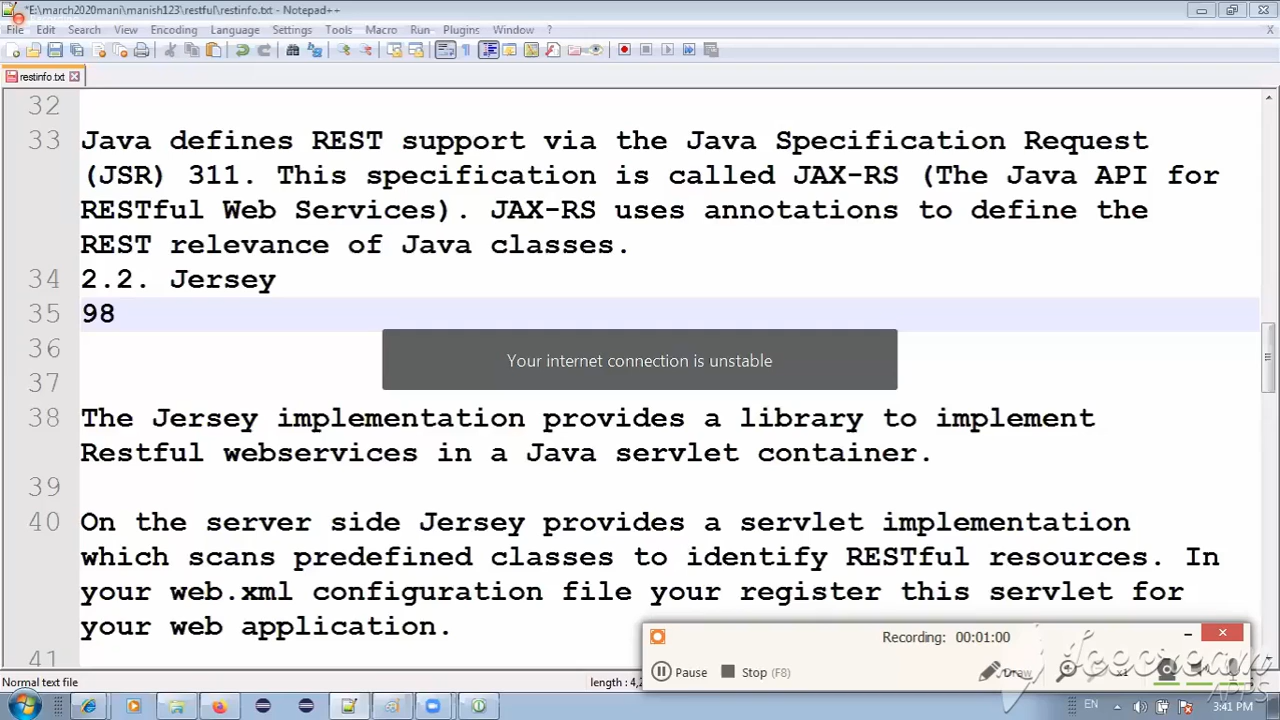 *E:\march2020mani\manish123\restful\restinfo.txt - Notepad++
File Edit Search View Encoding Language Settings Tools Macro Run Plugins Window ? X
restinfo.txt
32
33 Java defines REST support via the Java Specification Request
(JSR) 311. This specification is called JAX-RS (The Java API for
RESTful Web Services). JAX-RS uses annotations to define the
REST relevance of Java classes.
34 2.2. Jersey
35 98
36
Your internet connection is unstable
37
38 The Jersey implementation provides a library to implement
Restful webservices in a Java servlet container.
39
40 On the server side Jersey provides a servlet implementation
which scans predefined classes to identify RESTful resources. In
your web.xml configuration file your register this servlet for
your web application.
41
Recording: 00:01:00
Pause Stop (F8) Draw
Icecream
APPS
Normal text file length : 4,2
EN 3:41 PM